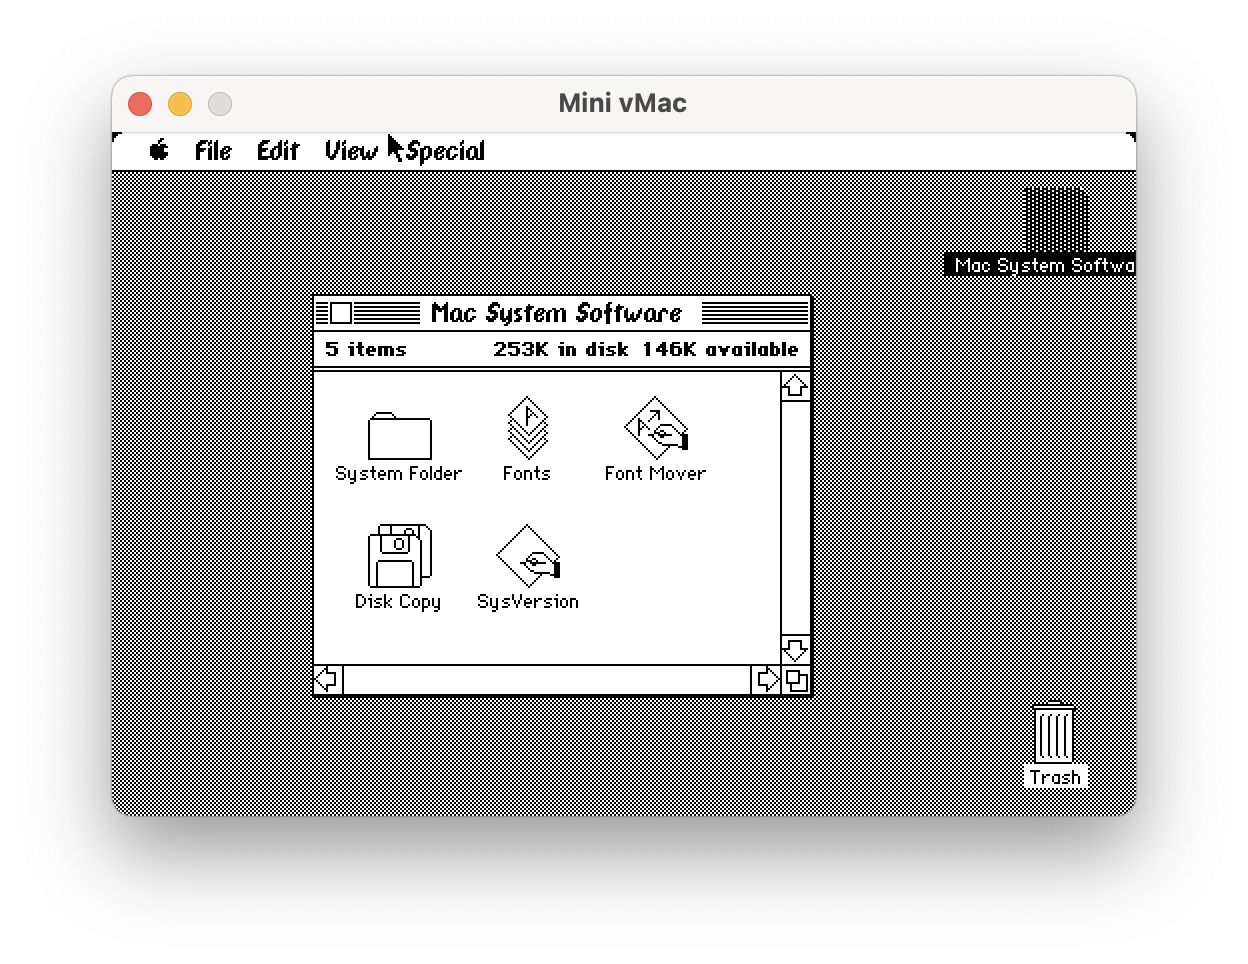 Mini vMac
File Edit View Special
Mac System Softwa
Mac System Software
5 items 253K in disk 146K available
System Folder Fonts Font Mover
Disk Copy SysVersion
Trash